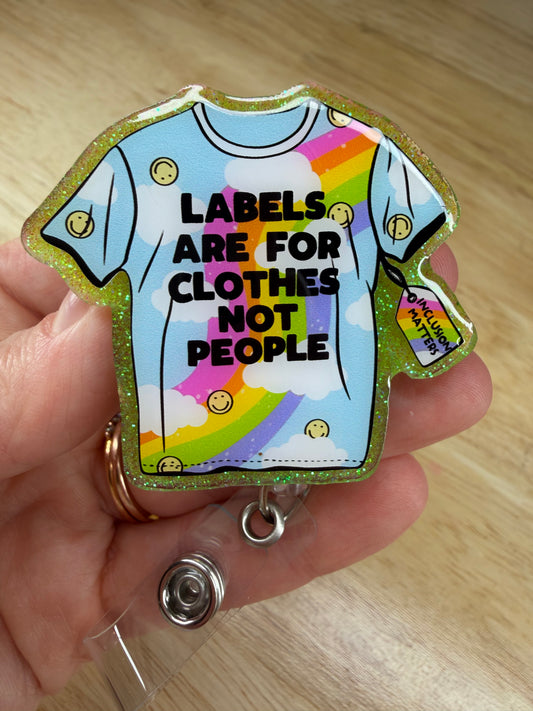 LABELS
ARE FOR
CLOTHES
NOT
PEOPLE
INCLUSION
MATTERS